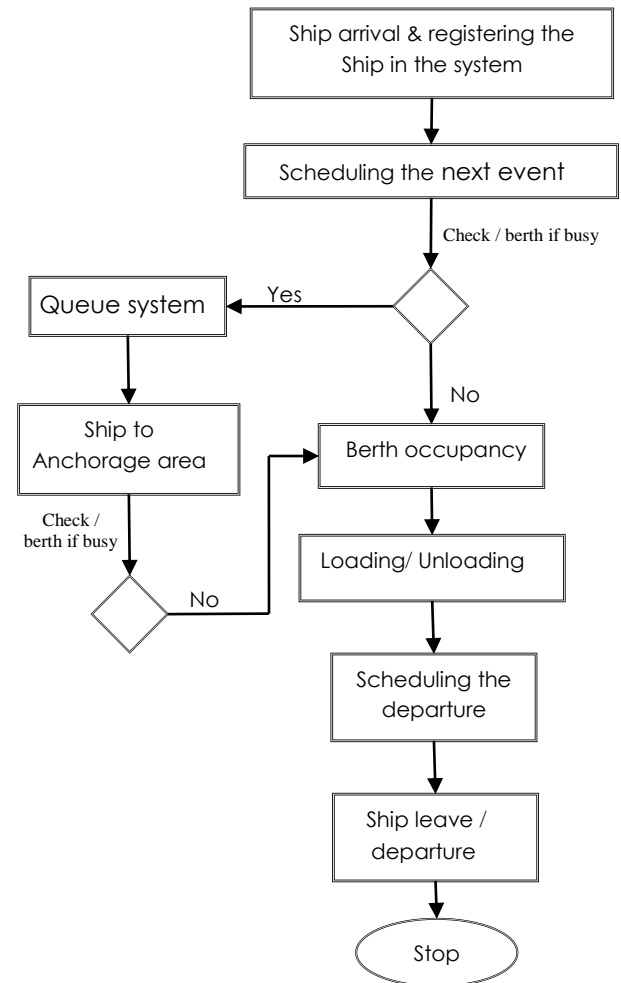 Ship arrival & registering the
Ship in the system
Scheduling the next event
Check / berth if busy
Yes
Queue system
No
Ship to
Anchorage area
Berth occupancy
Check /
berth if busy
Loading/ Unloading
No
Scheduling the
departure
Ship leave /
departure
Stop